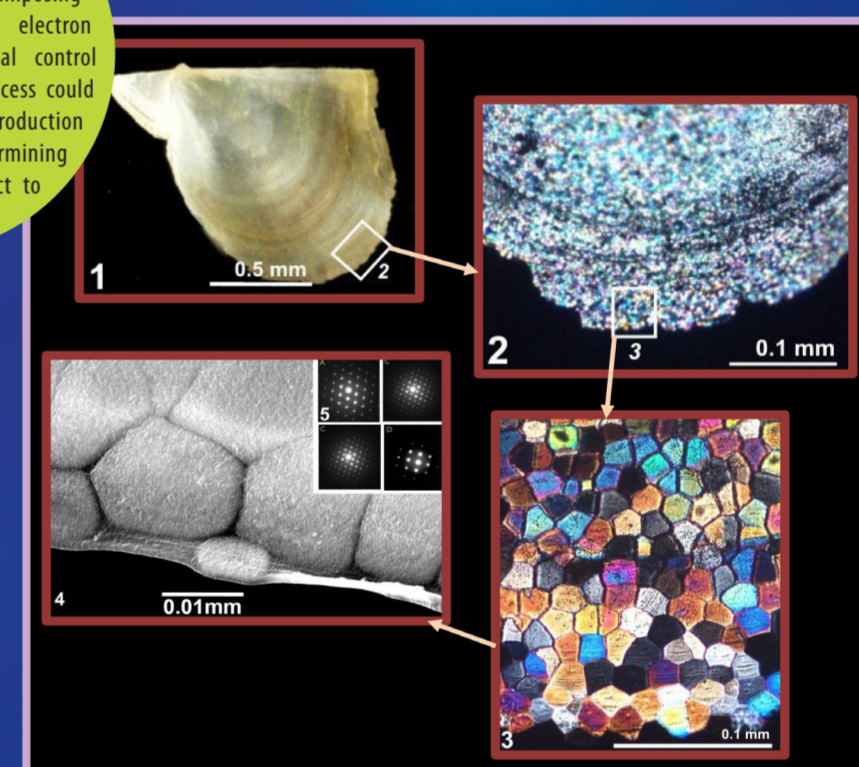 electron
al control
cess could
roduction
rmining
ct to
1
0.5 mm
2
2
3
0.1 mm
A
5
C
D
4
0.01mm
3
0.1 mm